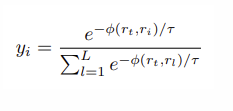 y_i = \frac{e^{-\phi(r_t, r_i)/\tau}}{\sum_{l=1}^{L} e^{-\phi(r_t, r_l)/\tau}}